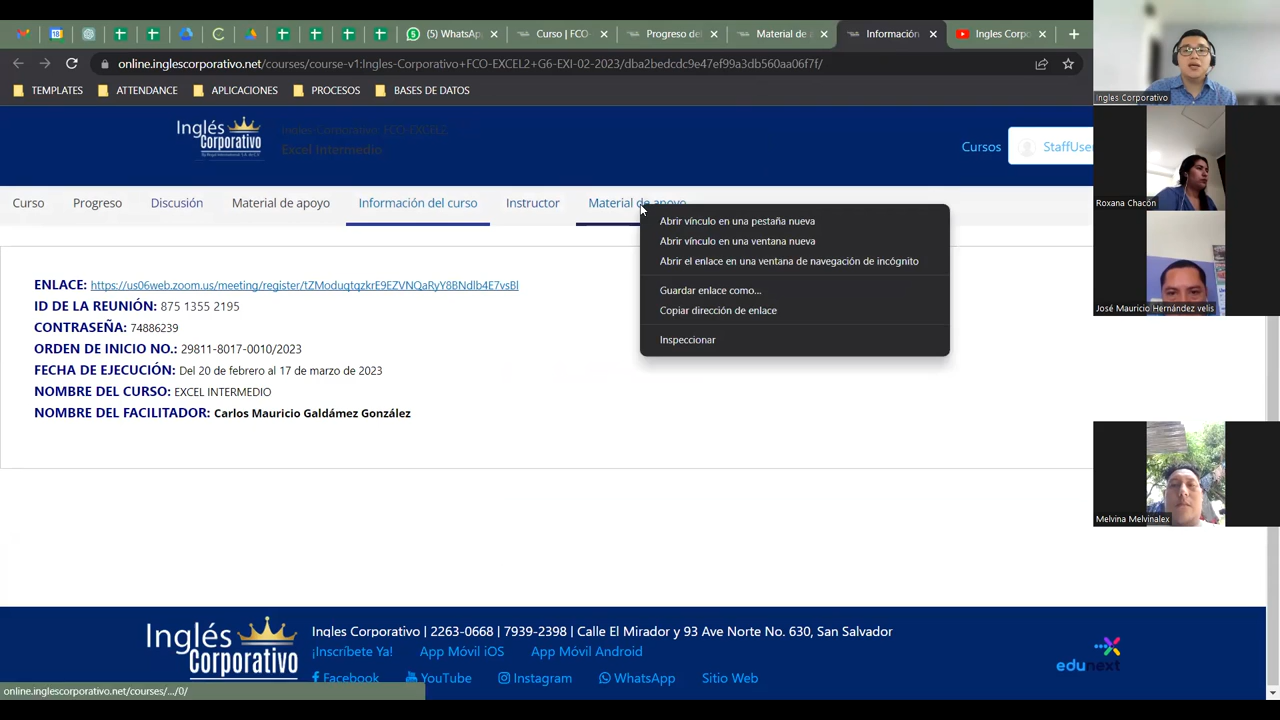 (5) WhatsAp
Curso | FCO-
Progreso del
Material de a
Información
Ingles Corpo
online.inglescorporativo.net/courses/course-v1:Ingles-Corporativo+FCO-EXCEL2+G6-EXI-02-2023/dba2bedcdc9e47ef99a3db560aa06f7f/
TEMPLATES
ATTENDANCE
APLICACIONES
PROCESOS
BASES DE DATOS
Inglés
Corporativo
Ingles-Corporativo: FCO-EXCEL2
Excel Intermedio
Cursos
StaffUse
Curso
Progreso
Discusión
Material de apoyo
Información del curso
Instructor
Material de apoyo
Abrir vínculo en una pestaña nueva
Abrir vínculo en una ventana nueva
Abrir el enlace en una ventana de navegación de incógnito
Guardar enlace como...
Copiar dirección de enlace
Inspeccionar
ENLACE: https://us06web.zoom.us/meeting/register/tZModuqtqzkrE9EZVNQaRyY8BNdlb4E7vsBl
ID DE LA REUNIÓN: 875 1355 2195
CONTRASEÑA: 74886239
ORDEN DE INICIO NO.: 29811-8017-0010/2023
FECHA DE EJECUCIÓN: Del 20 de febrero al 17 de marzo de 2023
NOMBRE DEL CURSO: EXCEL INTERMEDIO
NOMBRE DEL FACILITADOR: Carlos Mauricio Galdámez González
Ingles Corporativo
Roxana Chacón
José Mauricio Hernández velis
Melvina Melvinalex
Inglés
Corporativo
Ingles Corporativo | 2263-0668 | 7939-2398 | Calle El Mirador y 93 Ave Norte No. 630, San Salvador
¡Inscríbete Ya!
App Móvil iOS
App Móvil Android
Facebook
YouTube
Instagram
WhatsApp
Sitio Web
edunext
online.inglescorporativo.net/courses/.../0/